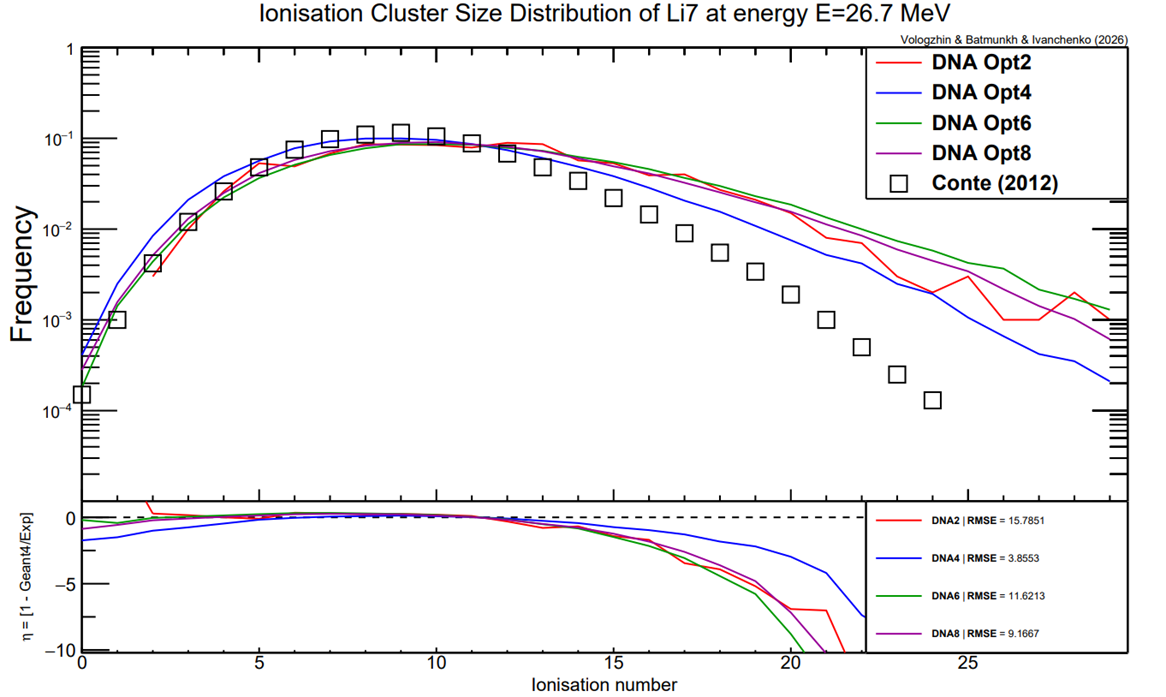 Ionisation Cluster Size Distribution of Li7 at energy E=26.7 MeV
Vologzhin & Batmunkh & Ivanchenko (2026)
1
10⁻¹
10⁻²
10⁻³
10⁻⁴
Frequency
DNA Opt2
DNA Opt4
DNA Opt6
DNA Opt8
Conte (2012)
0
−5
−10
η = [1 - Geant4/Exp]
DNA2 | RMSE = 15.7851
DNA4 | RMSE = 3.8553
DNA6 | RMSE = 11.6213
DNA8 | RMSE = 9.1667
0 5 10 15 20 25
Ionisation number